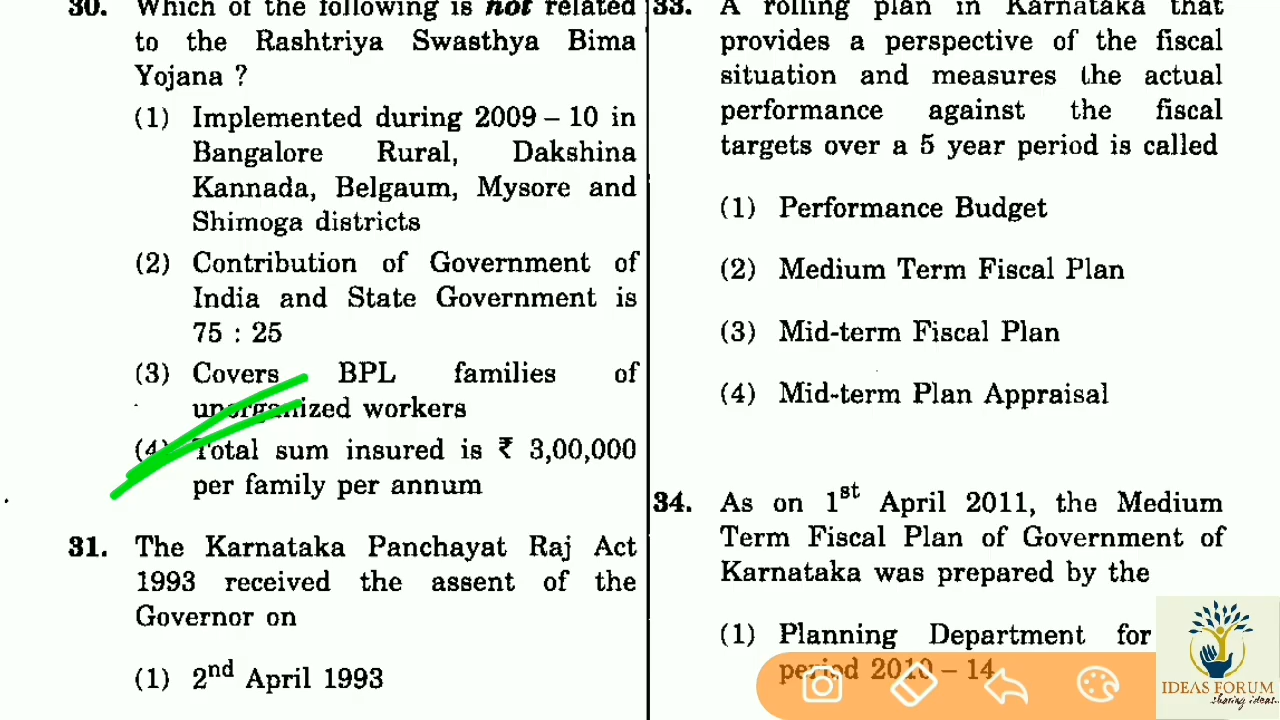 30. Which of the following is not related
to the Rashtriya Swasthya Bima
Yojana ?
(1) Implemented during 2009 – 10 in
Bangalore Rural, Dakshina
Kannada, Belgaum, Mysore and
Shimoga districts
(2) Contribution of Government of
India and State Government is
75 : 25
(3) Covers BPL families of
unorganized workers
(4) Total sum insured is ₹ 3,00,000
per family per annum
31. The Karnataka Panchayat Raj Act
1993 received the assent of the
Governor on
(1) 2nd April 1993
33. A rolling plan in Karnataka that
provides a perspective of the fiscal
situation and measures the actual
performance against the fiscal
targets over a 5 year period is called
(1) Performance Budget
(2) Medium Term Fiscal Plan
(3) Mid-term Fiscal Plan
(4) Mid-term Plan Appraisal
34. As on 1st April 2011, the Medium
Term Fiscal Plan of Government of
Karnataka was prepared by the
(1) Planning Department for
period 2010 – 14
IDEAS FORUM
sharing ideas..